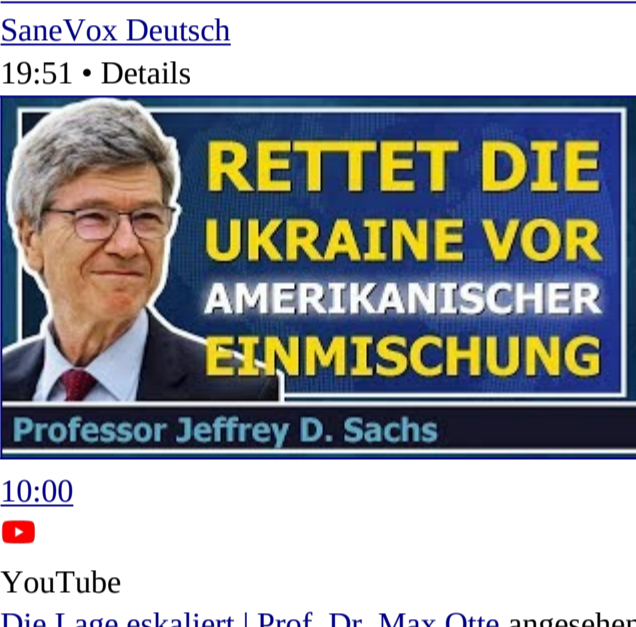 SaneVox Deutsch
19:51 • Details
RETTET DIE
UKRAINE VOR
AMERIKANISCHER
EINMISCHUNG
Professor Jeffrey D. Sachs
10:00
YouTube
Die Lage eskaliert | Prof. Dr. Max Otte angesehen